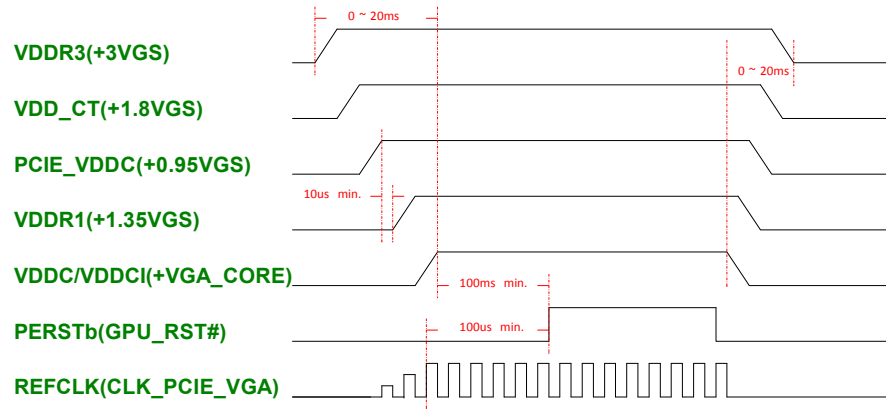 0 ~ 20ms
VDDR3(+3VGS)
0 ~ 20ms
VDD_CT(+1.8VGS)
PCIE_VDDC(+0.95VGS)
10us min.
VDDR1(+1.35VGS)
VDDC/VDDCI(+VGA_CORE)
100ms min.
PERSTb(GPU_RST#)
100us min.
REFCLK(CLK_PCIE_VGA)